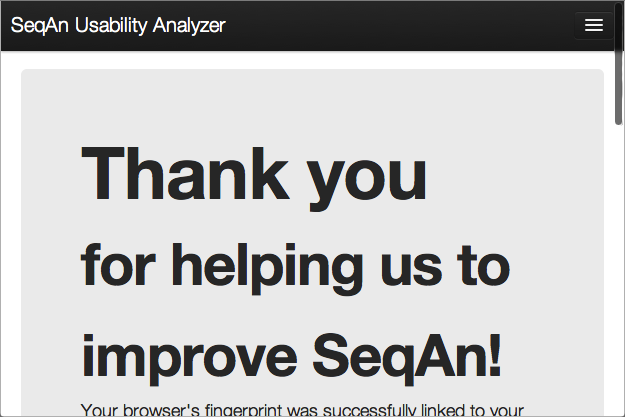 SeqAn Usability Analyzer
Thank you
for helping us to
improve SeqAn!
Your browser's fingerprint was successfully linked to your